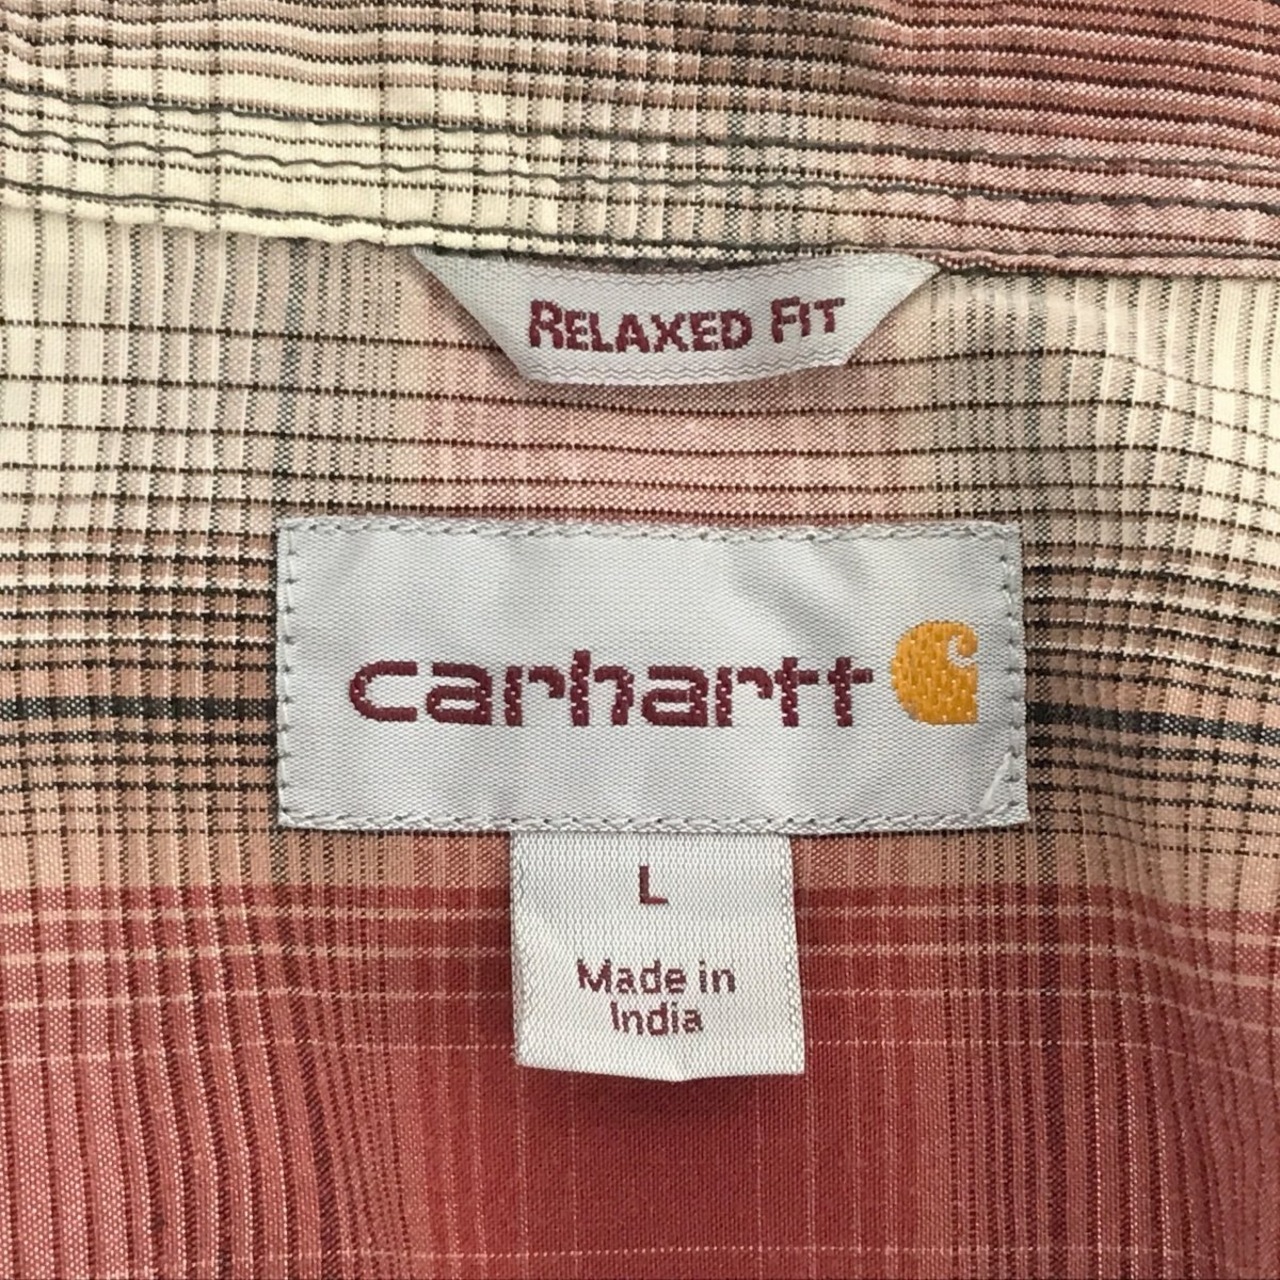 RELAXED FIT
carhartt
L
Made in
India